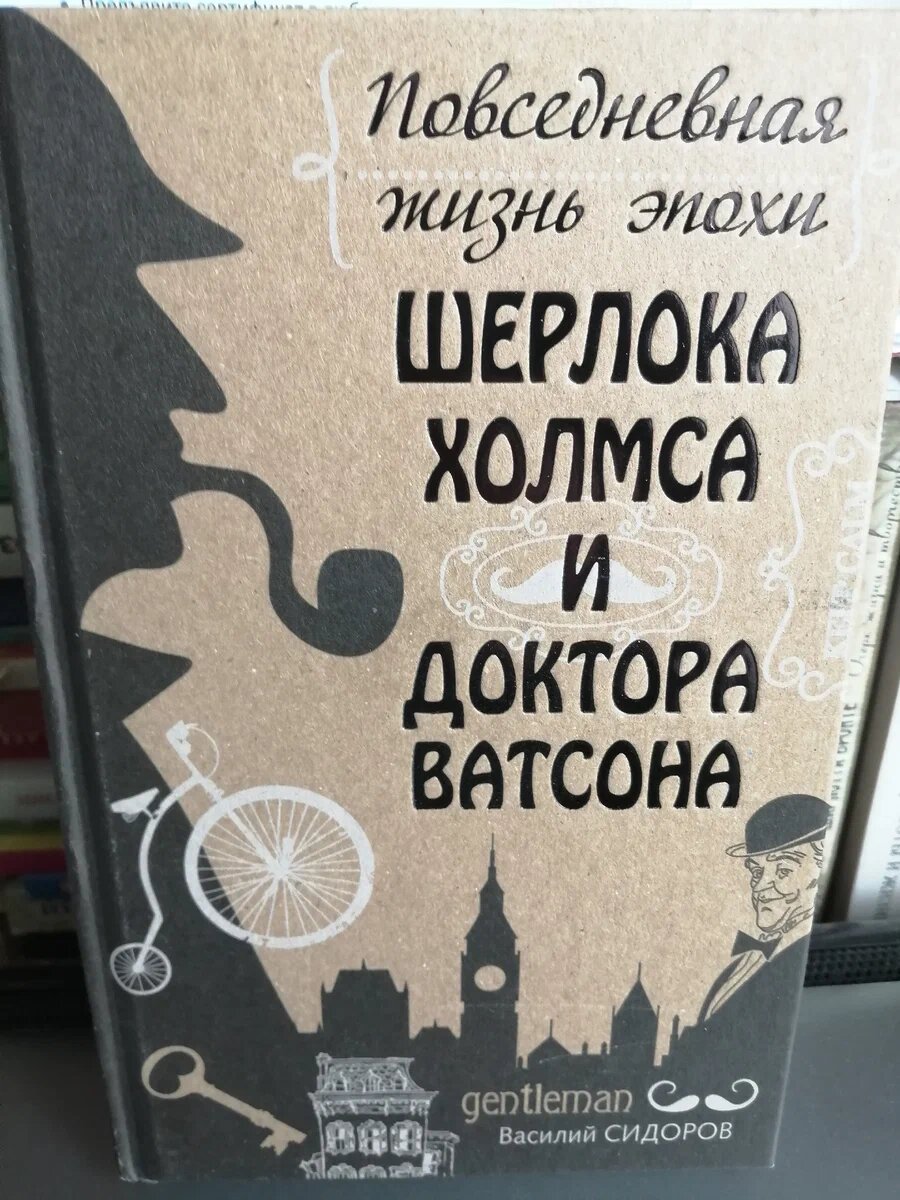 Повседневная
жизнь эпохи
ШЕРЛОКА
ХОЛМСА
И
ДОКТОРА
ВАТСОНА
gentleman
Василий СИДОРОВ